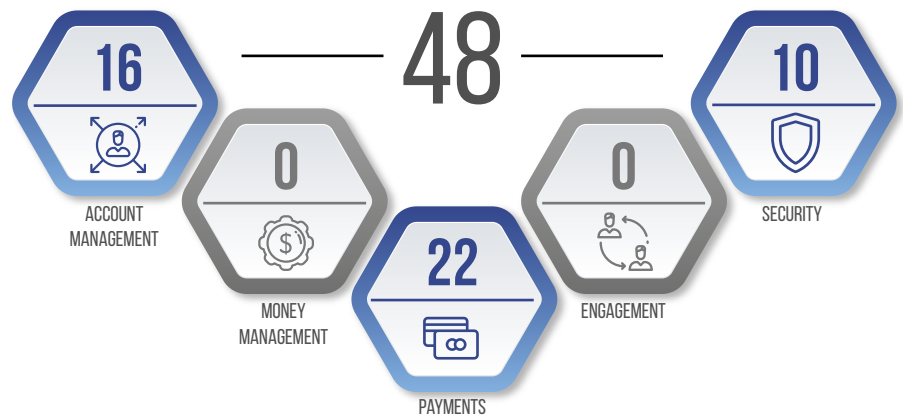 48
16
ACCOUNT
MANAGEMENT
0
$
MONEY
MANAGEMENT
22
PAYMENTS
0
ENGAGEMENT
10
SECURITY